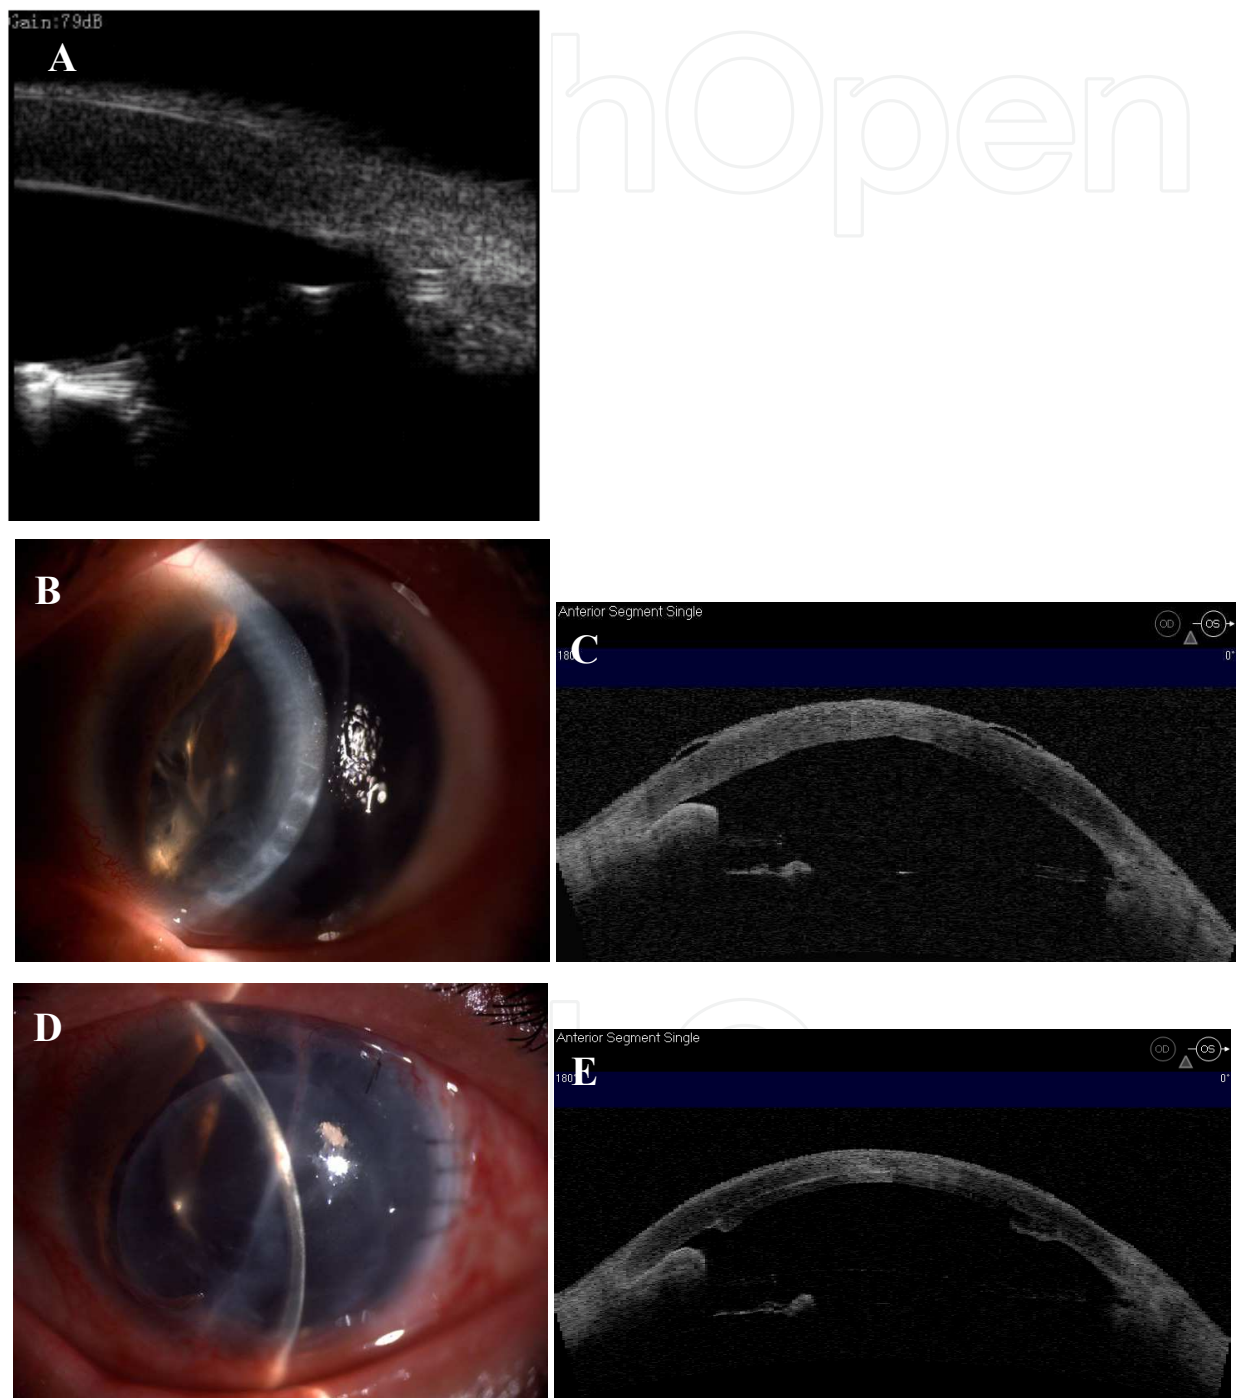 Gain:79dB
A
hOpen
B
Anterior Segment Single
OD
OS
C
180°
0°
D
Anterior Segment Single
OD
OS
E
180°
0°